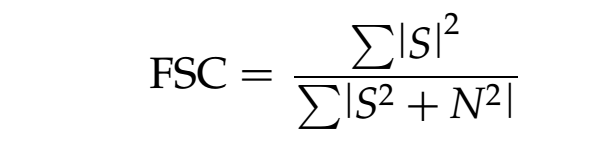 FSC = ∑|S|² / ∑|S² + N²|